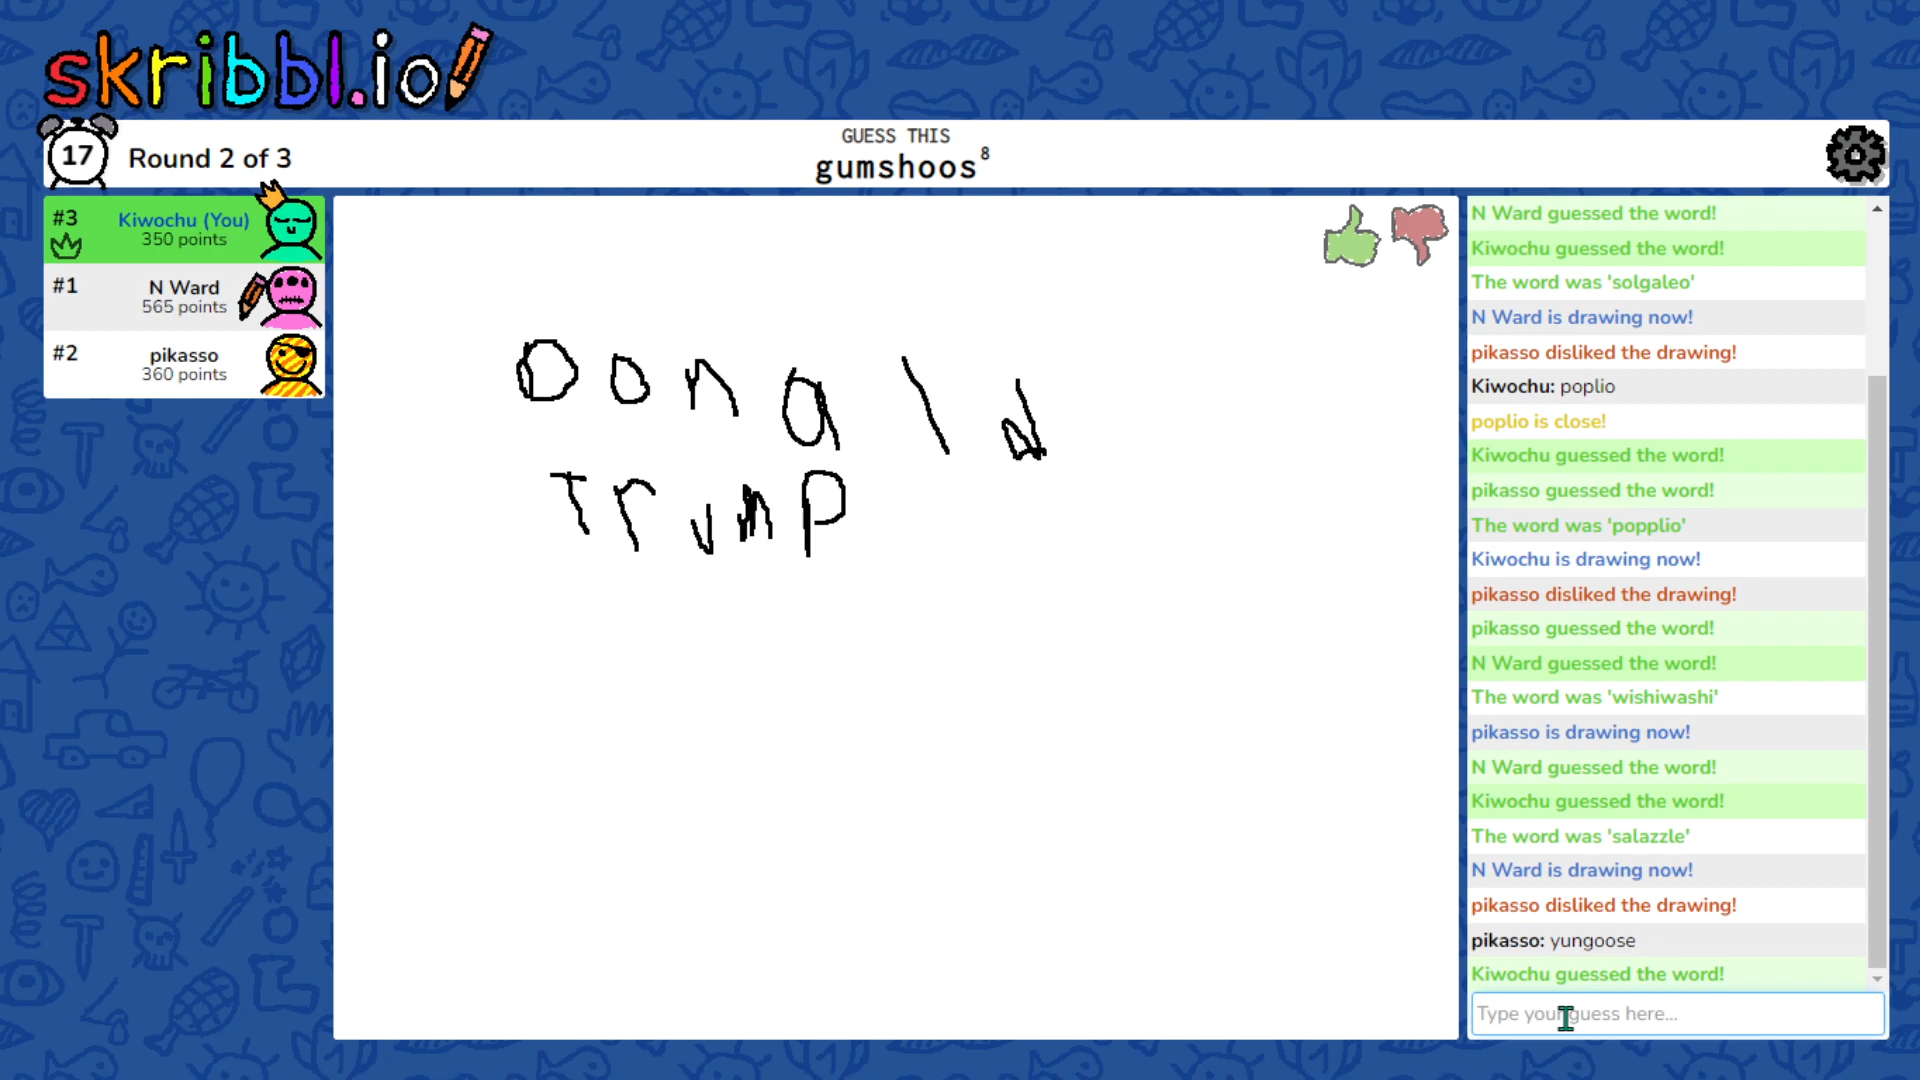 skribbl.io
17
Round 2 of 3
GUESS THIS
gumshoos 8
#3
Kiwochu (You)
350 points
#1
N Ward
565 points
#2
pikasso
360 points
Donald
Trump
N Ward guessed the word!
Kiwochu guessed the word!
The word was 'solgaleo'
N Ward is drawing now!
pikasso disliked the drawing!
Kiwochu: poplio
poplio is close!
Kiwochu guessed the word!
pikasso guessed the word!
The word was 'popplio'
Kiwochu is drawing now!
pikasso disliked the drawing!
pikasso guessed the word!
N Ward guessed the word!
The word was 'wishiwashi'
pikasso is drawing now!
N Ward guessed the word!
Kiwochu guessed the word!
The word was 'salazzle'
N Ward is drawing now!
pikasso disliked the drawing!
pikasso: yungoose
Kiwochu guessed the word!
Type your guess here...